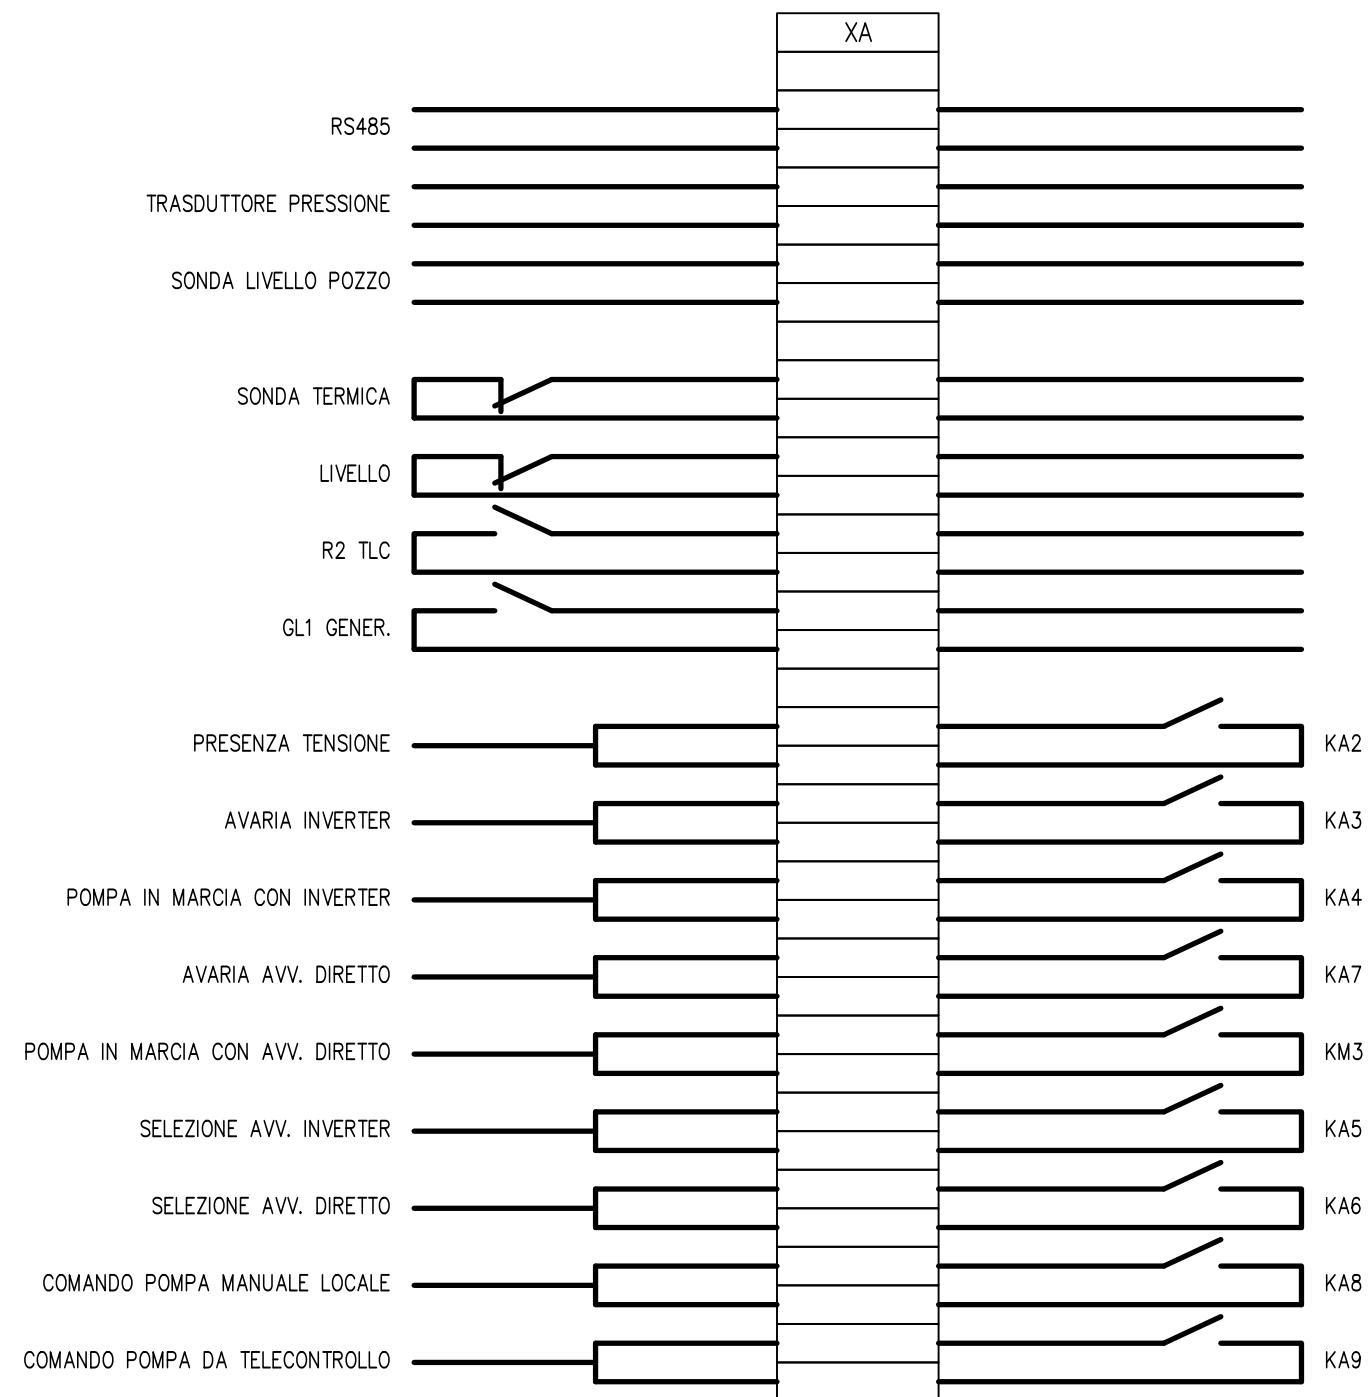 XA
RS485
TRASDUTTORE PRESSIONE
SONDA LIVELLO POZZO
SONDA TERMICA
LIVELLO
R2 TLC
GL1 GENER.
PRESENZA TENSIONE KA2
AVARIA INVERTER KA3
POMPA IN MARCIA CON INVERTER KA4
AVARIA AVV. DIRETTO KA7
POMPA IN MARCIA CON AVV. DIRETTO KM3
SELEZIONE AVV. INVERTER KA5
SELEZIONE AVV. DIRETTO KA6
COMANDO POMPA MANUALE LOCALE KA8
COMANDO POMPA DA TELECONTROLLO KA9